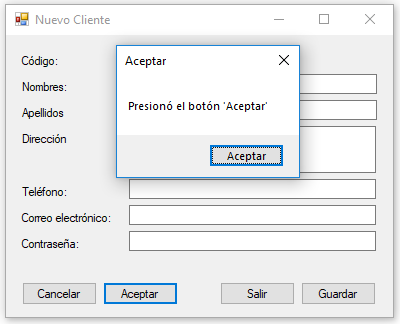 Nuevo Cliente
Código:
Aceptar
Nombres:
Presionó el botón 'Aceptar'
Apellidos
Dirección
Aceptar
Teléfono:
Correo electrónico:
Contraseña:
Cancelar Aceptar Salir Guardar